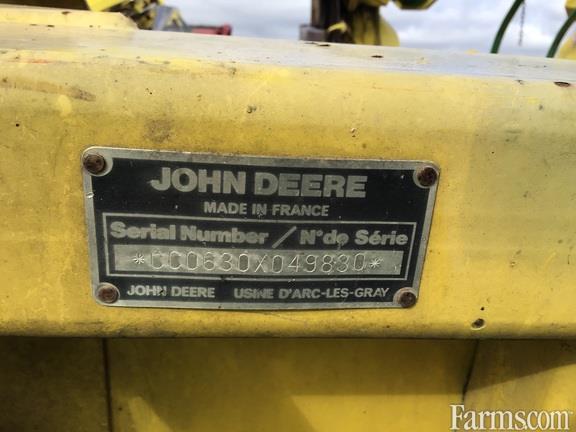 JOHN DEERE
MADE IN FRANCE
Serial Number / N°de Série
*CC0630X049830*
JOHN DEERE USINE D'ARC-LES-GRAY
Farms.com